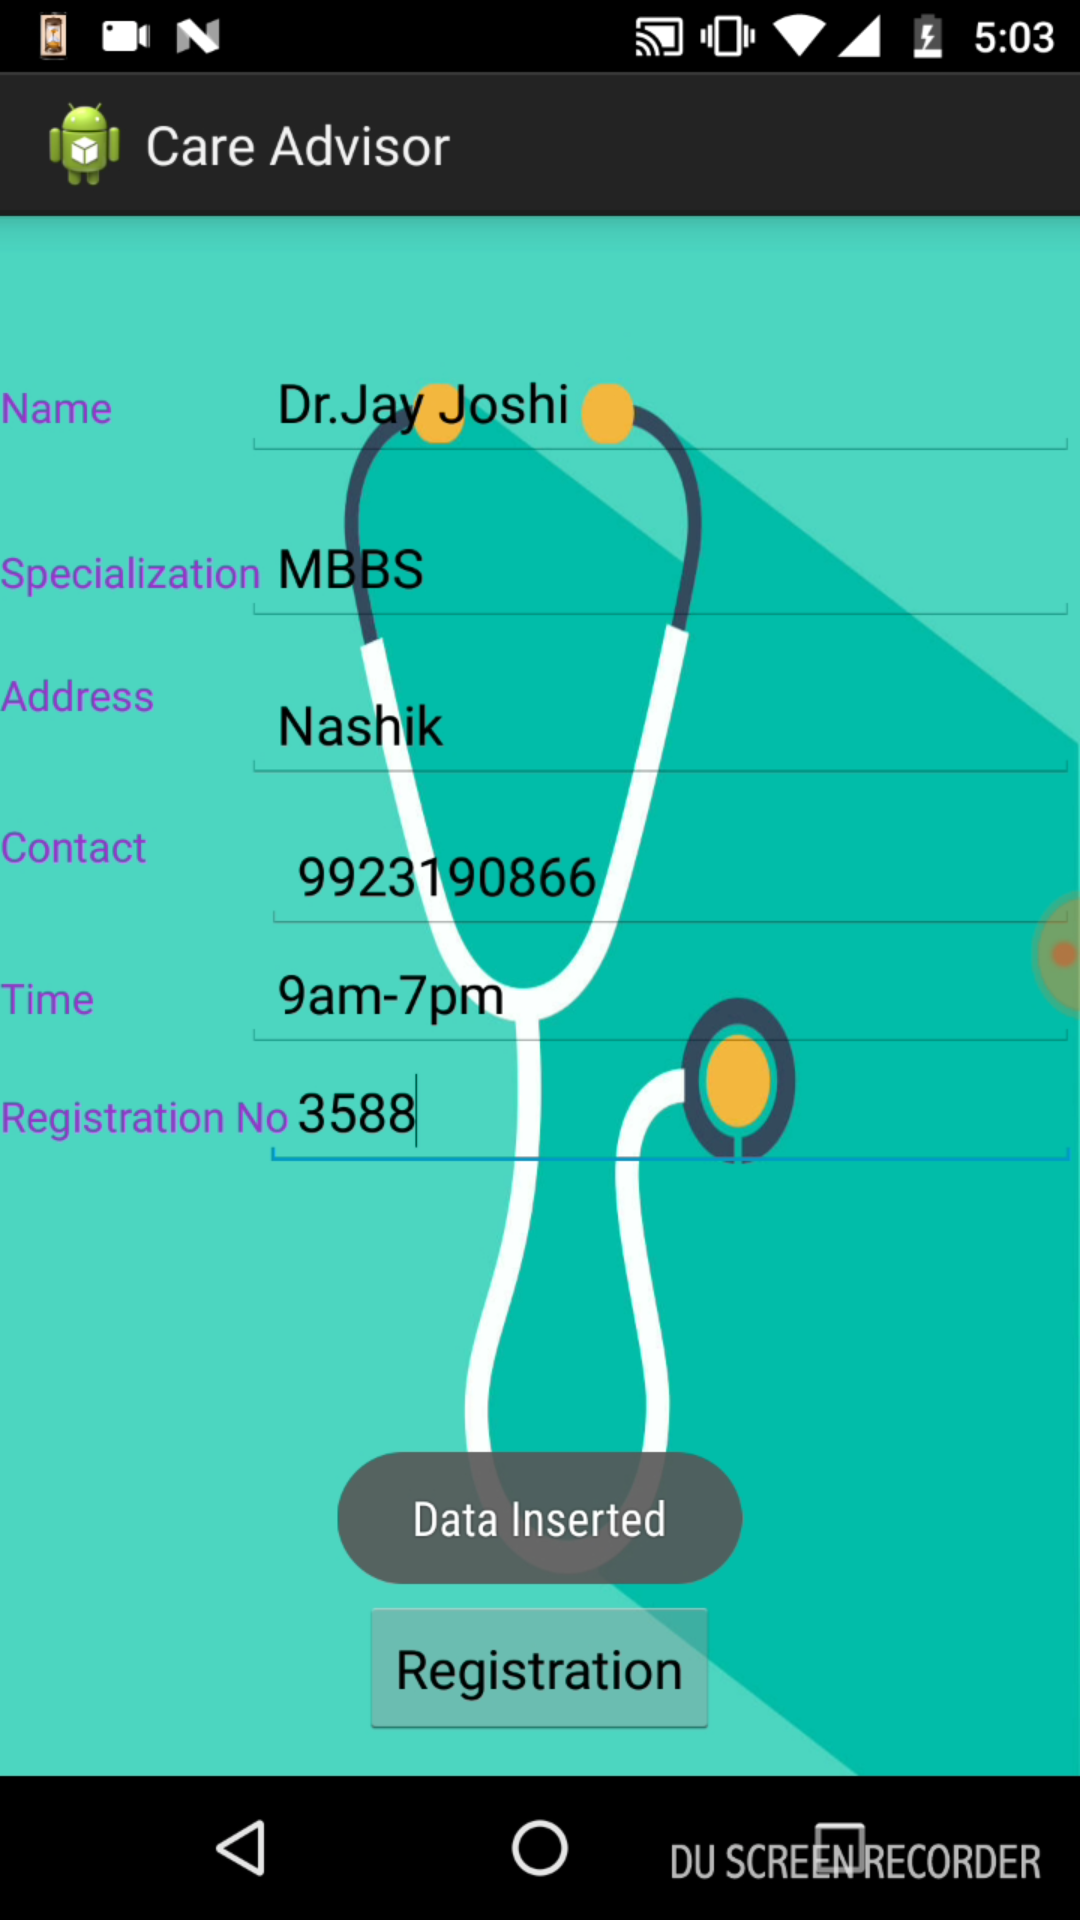 5:03
Care Advisor
Name Dr.Jay Joshi
Specialization MBBS
Address
Nashik
Contact
9923190866
Time 9am-7pm
Registration No 3588
Data Inserted
Registration
DU SCREEN RECORDER